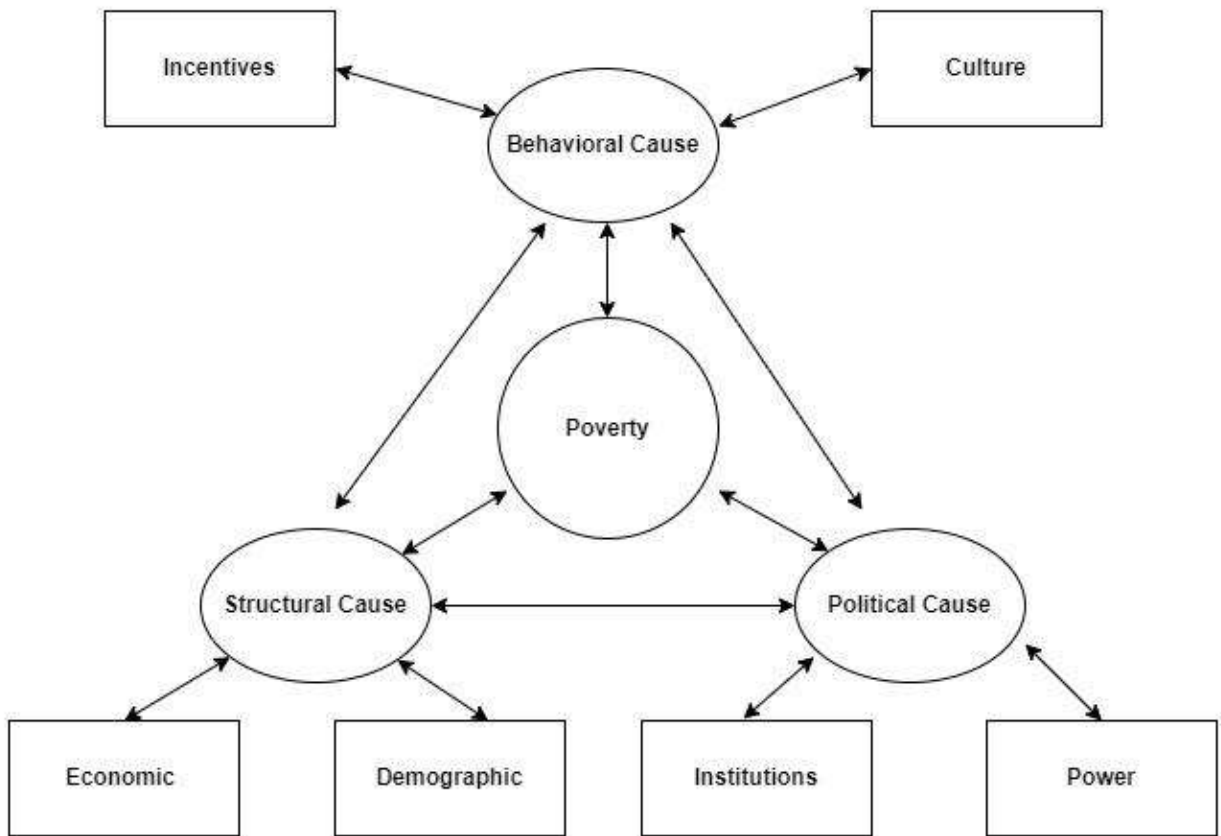 Incentives
Culture
Behavioral Cause
Poverty
Structural Cause
Political Cause
Economic
Demographic
Institutions
Power